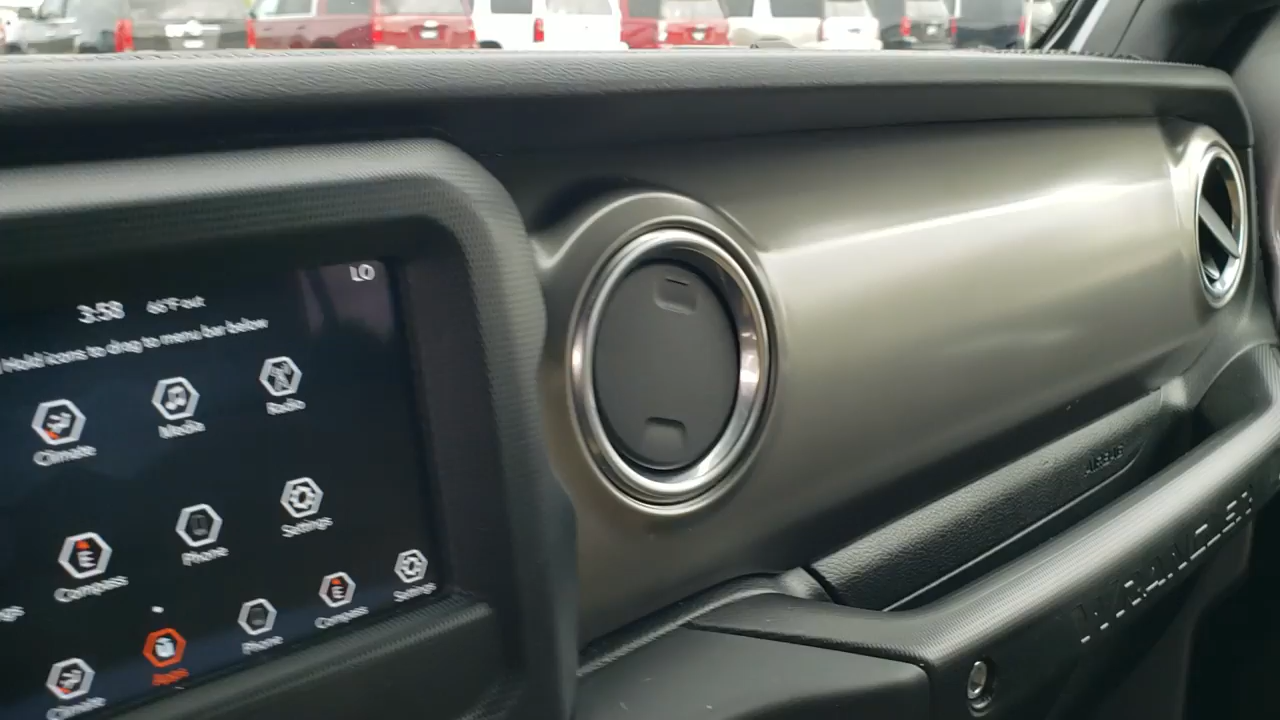 LO
3:58 66°F out
Hold icons to drag to menu bar below
Climate Media Radio
Compass Phone Settings
Climate Apps Phone Compass Settings
AIRBAG
WRANGLER